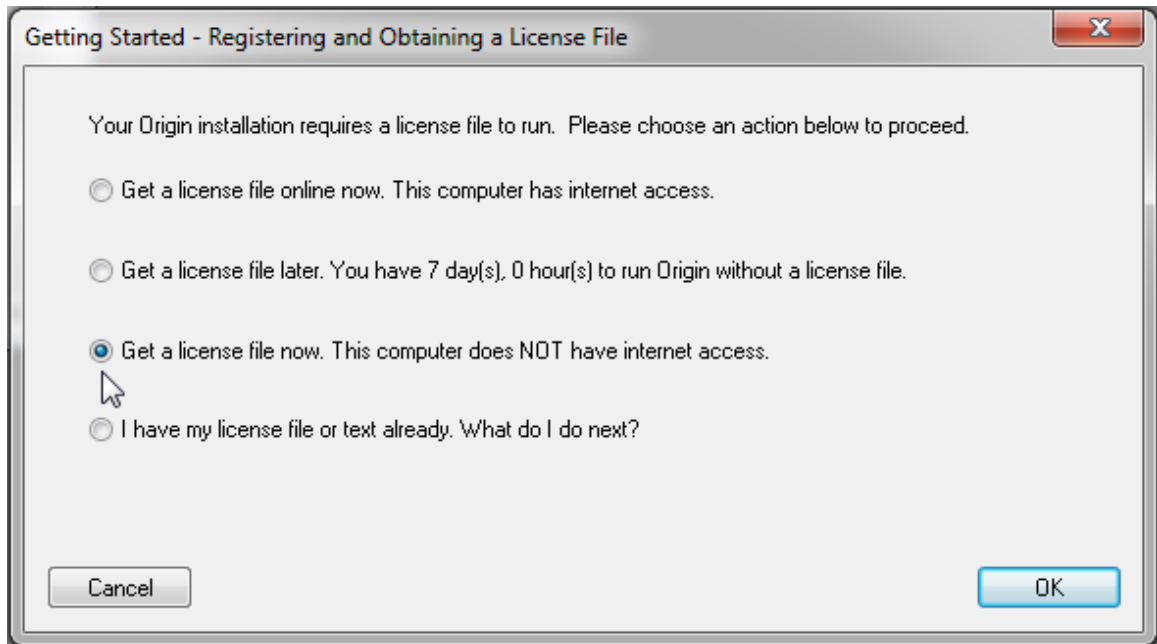 Getting Started - Registering and Obtaining a License File
Your Origin installation requires a license file to run.  Please choose an action below to proceed.
Get a license file online now. This computer has internet access.
Get a license file later. You have 7 day(s), 0 hour(s) to run Origin without a license file.
Get a license file now. This computer does NOT have internet access.
I have my license file or text already. What do I do next?
Cancel
OK